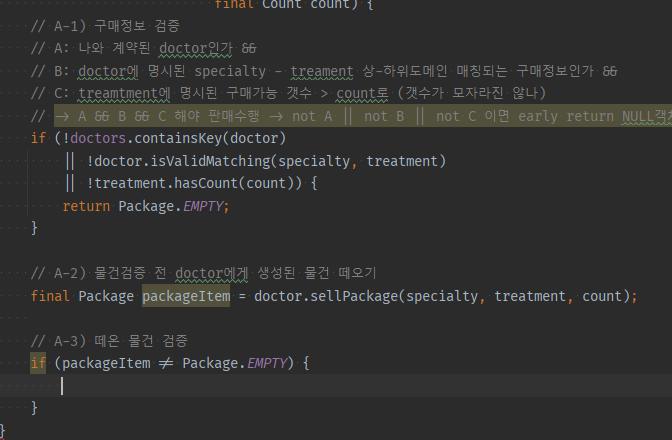 final Count count) {
// A-1) 구매정보 검증
// A: 나와 계약된 doctor인가 &&
// B: doctor에 명시된 specialty - treament 상-하위도메인 매칭되는 구매정보인가 &&
// C: treamtment에 명시된 구매가능 갯수 > count로 (갯수가 모자라진 않나)
// -> A && B && C 해야 판매수행 -> not A || not B || not C 이면 early return NULL객체
if (!doctors.containsKey(doctor)
|| !doctor.isValidMatching(specialty, treatment)
|| !treatment.hasCount(count)) {
return Package.EMPTY;
}
// A-2) 물건검증 전 doctor에게 생성된 물건 떼오기
final Package packageItem = doctor.sellPackage(specialty, treatment, count);
// A-3) 떼온 물건 검증
if (packageItem != Package.EMPTY) {
}
}